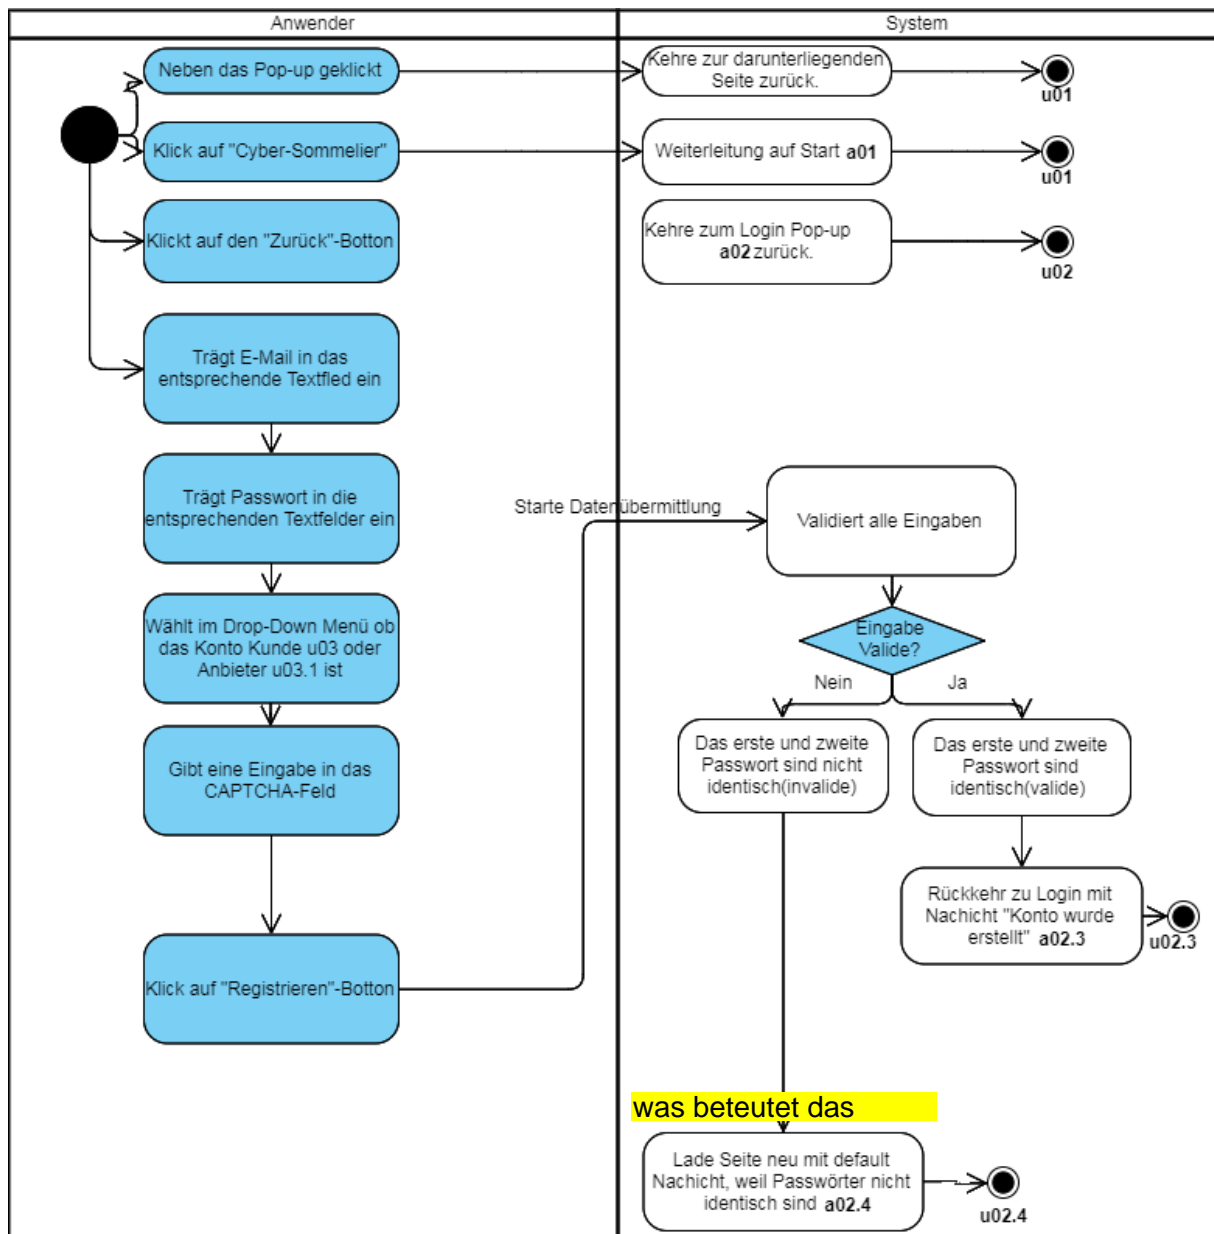 Anwender
System
Neben das Pop-up geklickt
Kehre zur darunterliegenden
Seite zurück.
u01
Klick auf "Cyber-Sommelier"
Weiterleitung auf Start a01
u01
Klickt auf den "Zurück"-Botton
Kehre zum Login Pop-up
a02 zurück.
u02
Trägt E-Mail in das
entsprechende Textfled ein
Trägt Passwort in die
entsprechenden Textfelder ein
Starte Datenübermittlung
Validiert alle Eingaben
Wählt im Drop-Down Menü ob
das Konto Kunde u03 oder
Anbieter u03.1 ist
Eingabe
Valide?
Nein
Ja
Gibt eine Eingabe in das
CAPTCHA-Feld
Das erste und zweite
Passwort sind nicht
identisch(invalide)
Das erste und zweite
Passwort sind
identisch(valide)
Rückkehr zu Login mit
Nachicht "Konto wurde
erstellt" a02.3
u02.3
Klick auf "Registrieren"-Botton
was beteutet das
Lade Seite neu mit default
Nachicht, weil Passwörter nicht
identisch sind a02.4
u02.4